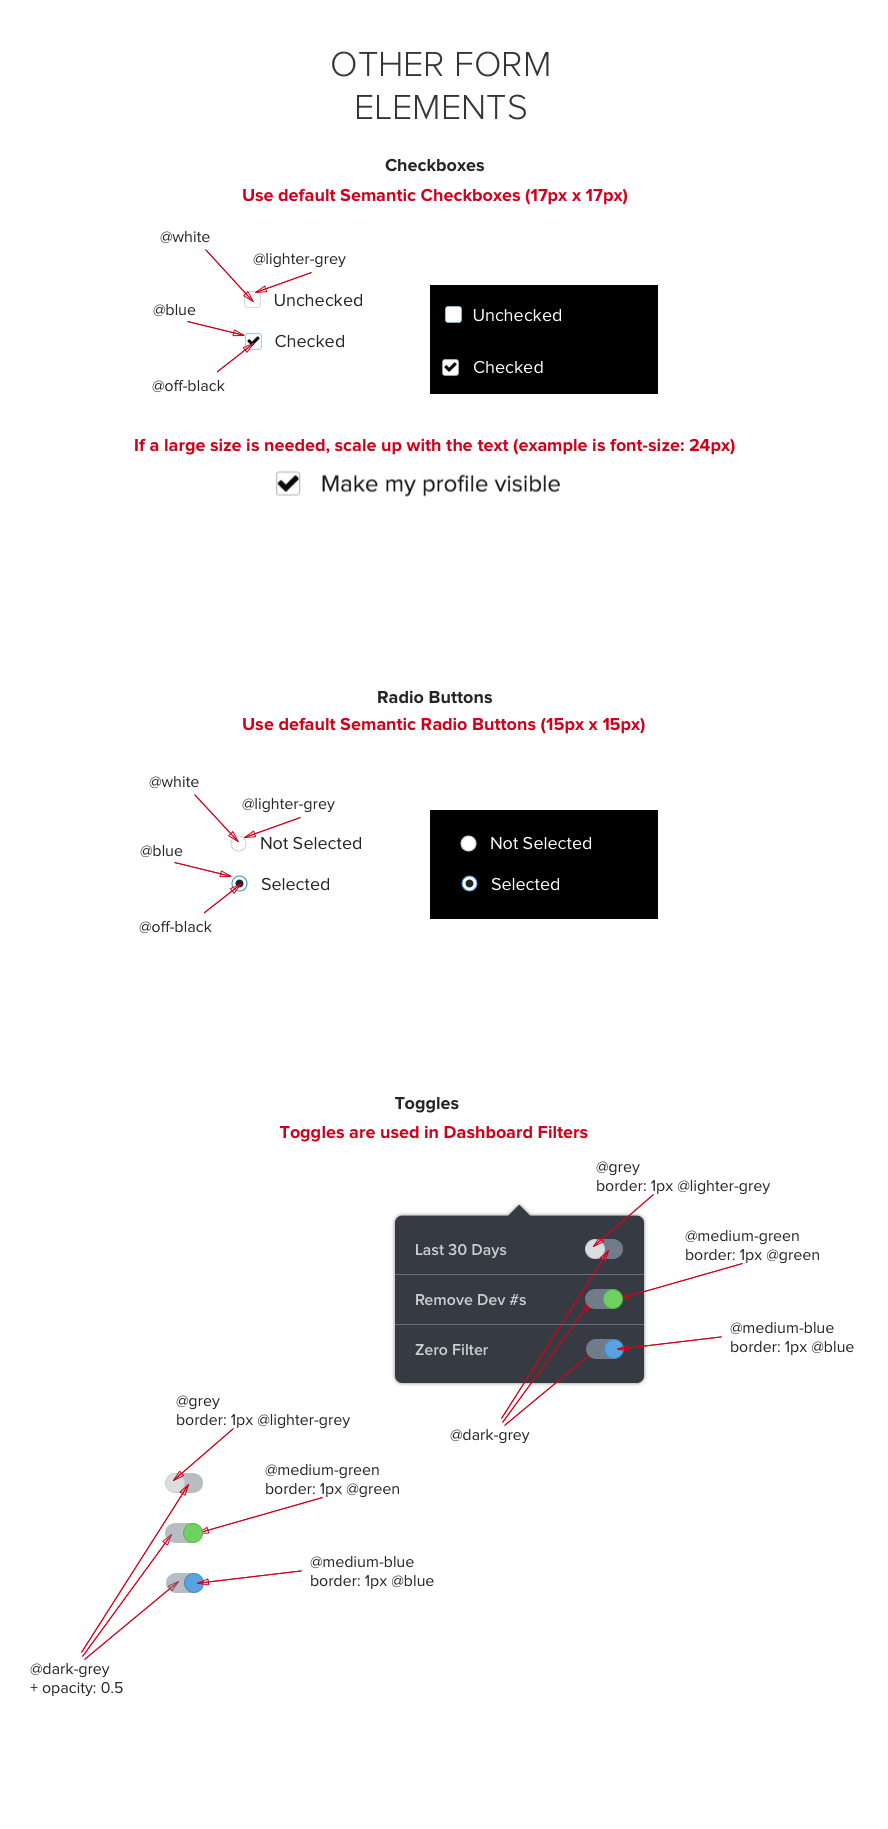 OTHER FORM
ELEMENTS
Checkboxes
Use default Semantic Checkboxes (17px x 17px)
@white
@lighter-grey
Unchecked
@blue
Checked
@off-black
Unchecked
Checked
If a large size is needed, scale up with the text (example is font-size: 24px)
Make my profile visible
Radio Buttons
Use default Semantic Radio Buttons (15px x 15px)
@white
@lighter-grey
Not Selected
@blue
Selected
@off-black
Not Selected
Selected
Toggles
Toggles are used in Dashboard Filters
@grey
border: 1px @lighter-grey
@medium-green
border: 1px @green
Last 30 Days
Remove Dev #s
Zero Filter
@medium-blue
border: 1px @blue
@dark-grey
@grey
border: 1px @lighter-grey
@medium-green
border: 1px @green
@medium-blue
border: 1px @blue
@dark-grey
+ opacity: 0.5